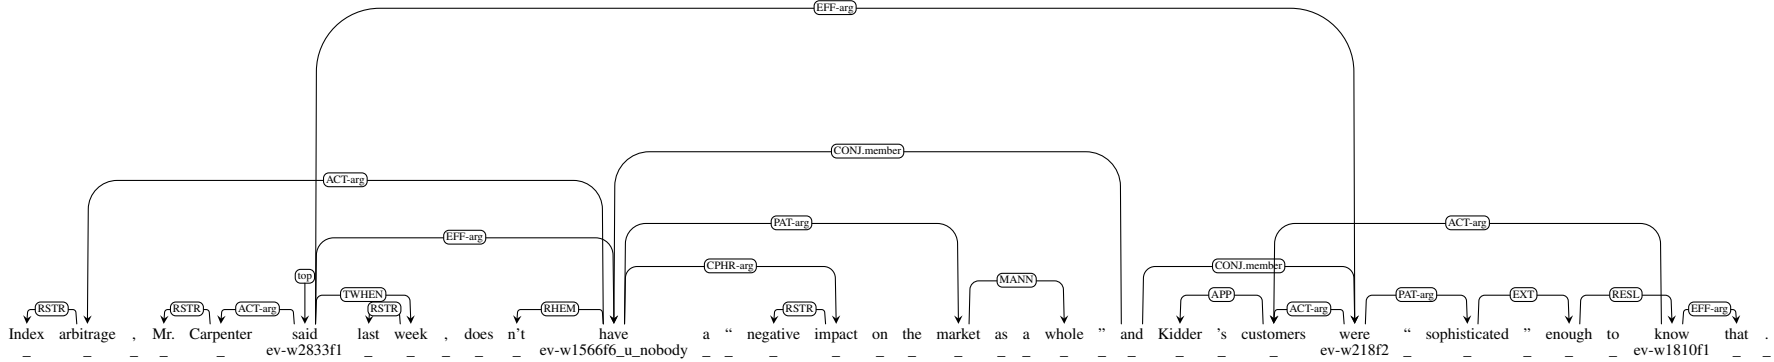 EFF-arg
CONJ.member
ACT-arg
PAT-arg ACT-arg
EFF-arg
CPHR-arg CONJ.member
top
MANN
TWHEN APP PAT-arg EXT RESL
RSTR RSTR ACT-arg RSTR RHEM RSTR ACT-arg EFF-arg
Index arbitrage , Mr. Carpenter said last week , does n't have a “ negative impact on the market as a whole ” and Kidder 's customers were “ sophisticated ” enough to know that .
_ _ _ _ _ ev-w2833f1 _ _ _ _ _ ev-w1566f6_u_nobody _ _ _ _ _ _ _ _ _ _ _ _ _ _ _ ev-w218f2 _ _ _ _ _ ev-w1810f1 _ _